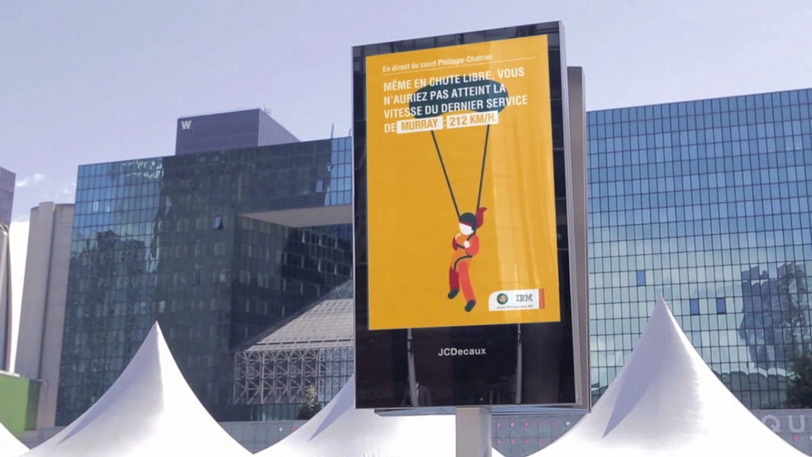 W
En direct du court Philippe-Chatrier
MÊME EN CHUTE LIBRE, VOUS
N'AURIEZ PAS ATTEINT LA
VITESSE DU DERNIER SERVICE
DE MURRAY : 212 KM/H.
IBM
JCDecaux
QU